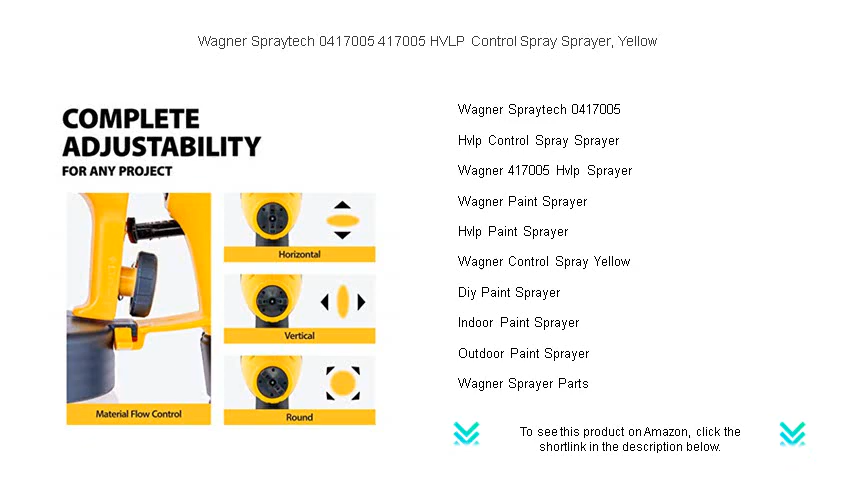 Wagner Spraytech 0417005 417005 HVLP Control Spray Sprayer, Yellow
COMPLETE
ADJUSTABILITY
FOR ANY PROJECT
Material Flow Control
Horizontal
Vertical
Round
Wagner Spraytech 0417005
Hvlp Control Spray Sprayer
Wagner 417005 Hvlp Sprayer
Wagner Paint Sprayer
Hvlp Paint Sprayer
Wagner Control Spray Yellow
Diy Paint Sprayer
Indoor Paint Sprayer
Outdoor Paint Sprayer
Wagner Sprayer Parts
To see this product on Amazon, click the
shortlink in the description below.